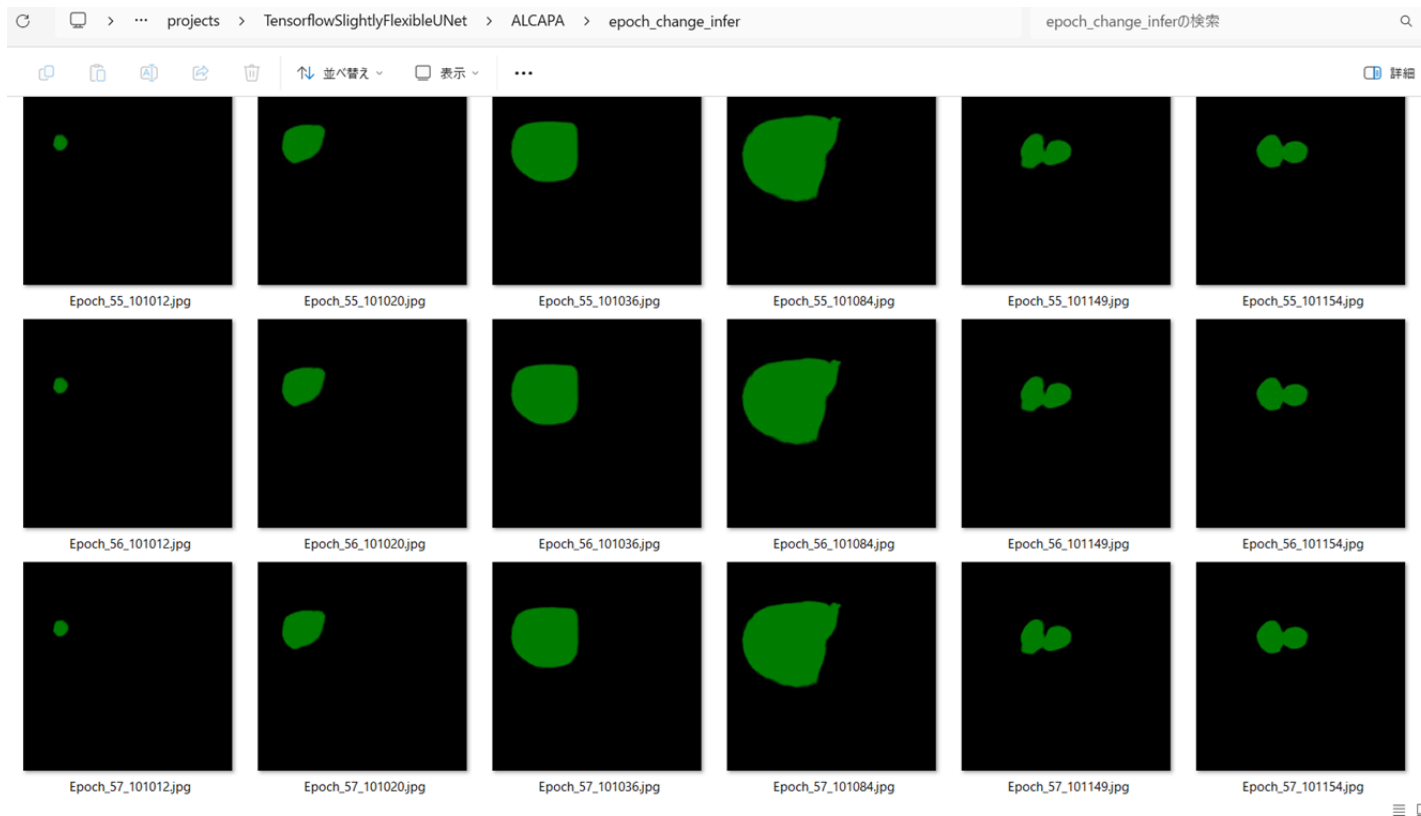 … projects > TensorflowSlightlyFlexibleUNet > ALCAPA > epoch_change_infer
epoch_change_inferの検索
並べ替え 表示 ••• 詳細
Epoch_55_101012.jpg Epoch_55_101020.jpg Epoch_55_101036.jpg Epoch_55_101084.jpg Epoch_55_101149.jpg Epoch_55_101154.jpg
Epoch_56_101012.jpg Epoch_56_101020.jpg Epoch_56_101036.jpg Epoch_56_101084.jpg Epoch_56_101149.jpg Epoch_56_101154.jpg
Epoch_57_101012.jpg Epoch_57_101020.jpg Epoch_57_101036.jpg Epoch_57_101084.jpg Epoch_57_101149.jpg Epoch_57_101154.jpg